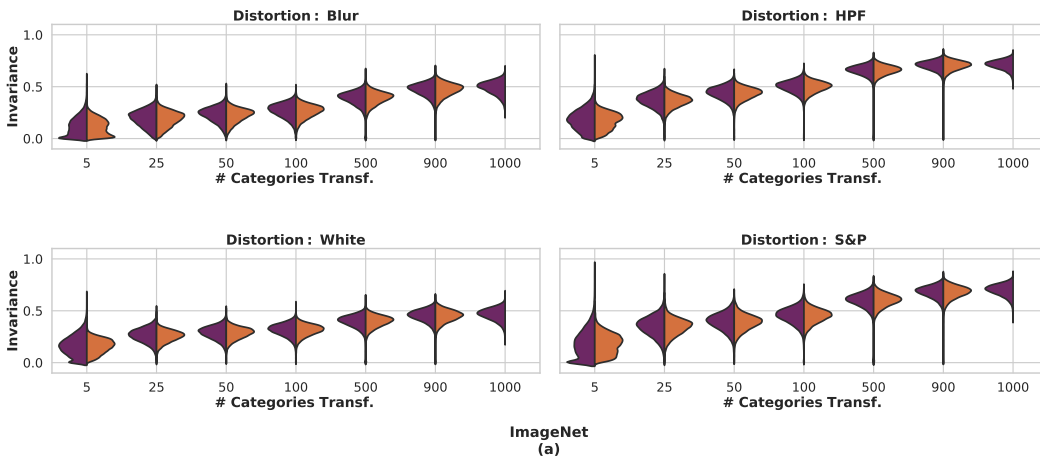 Distortion: Blur
Distortion: HPF
Invariance
1.0
0.5
0.0
5 25 50 100 500 900 1000
# Categories Transf.
5 25 50 100 500 900 1000
# Categories Transf.
Distortion: White
Distortion: S&P
Invariance
1.0
0.5
0.0
5 25 50 100 500 900 1000
# Categories Transf.
5 25 50 100 500 900 1000
# Categories Transf.
ImageNet
(a)